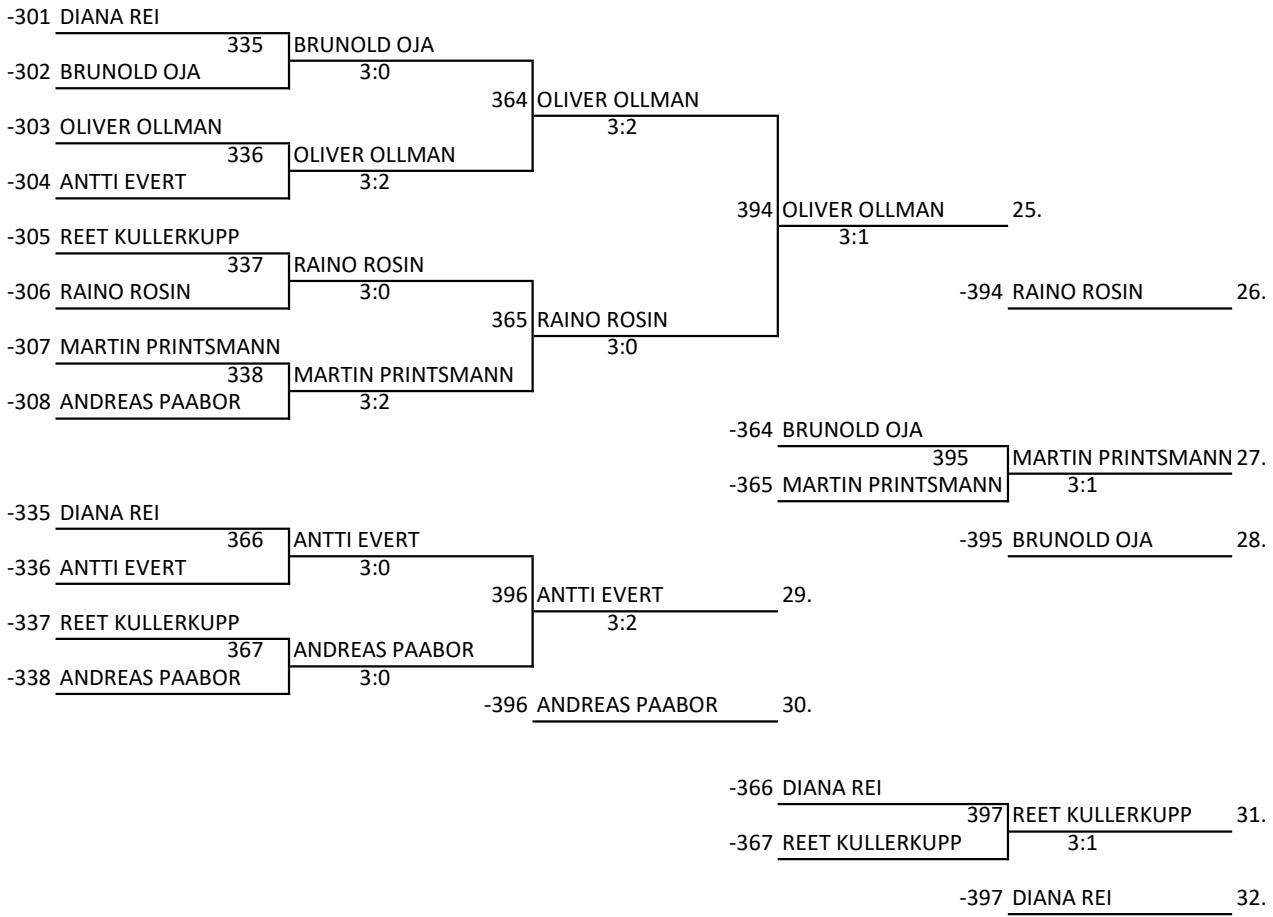 -301 DIANA REI
335 BRUNOLD OJA
-302 BRUNOLD OJA 3:0
364 OLIVER OLLMAN
-303 OLIVER OLLMAN 3:2
336 OLIVER OLLMAN
-304 ANTTI EVERT 3:2
394 OLIVER OLLMAN 25.
-305 REET KULLERKUPP 3:1
337 RAINO ROSIN
-306 RAINO ROSIN 3:0 -394 RAINO ROSIN 26.
365 RAINO ROSIN
-307 MARTIN PRINTSMANN 3:0
338 MARTIN PRINTSMANN
-308 ANDREAS PAABOR 3:2
-364 BRUNOLD OJA
395 MARTIN PRINTSMANN 27.
-365 MARTIN PRINTSMANN 3:1
-335 DIANA REI
366 ANTTI EVERT -395 BRUNOLD OJA 28.
-336 ANTTI EVERT 3:0
396 ANTTI EVERT 29.
-337 REET KULLERKUPP 3:2
367 ANDREAS PAABOR
-338 ANDREAS PAABOR 3:0
-396 ANDREAS PAABOR 30.
-366 DIANA REI
397 REET KULLERKUPP 31.
-367 REET KULLERKUPP 3:1
-397 DIANA REI 32.